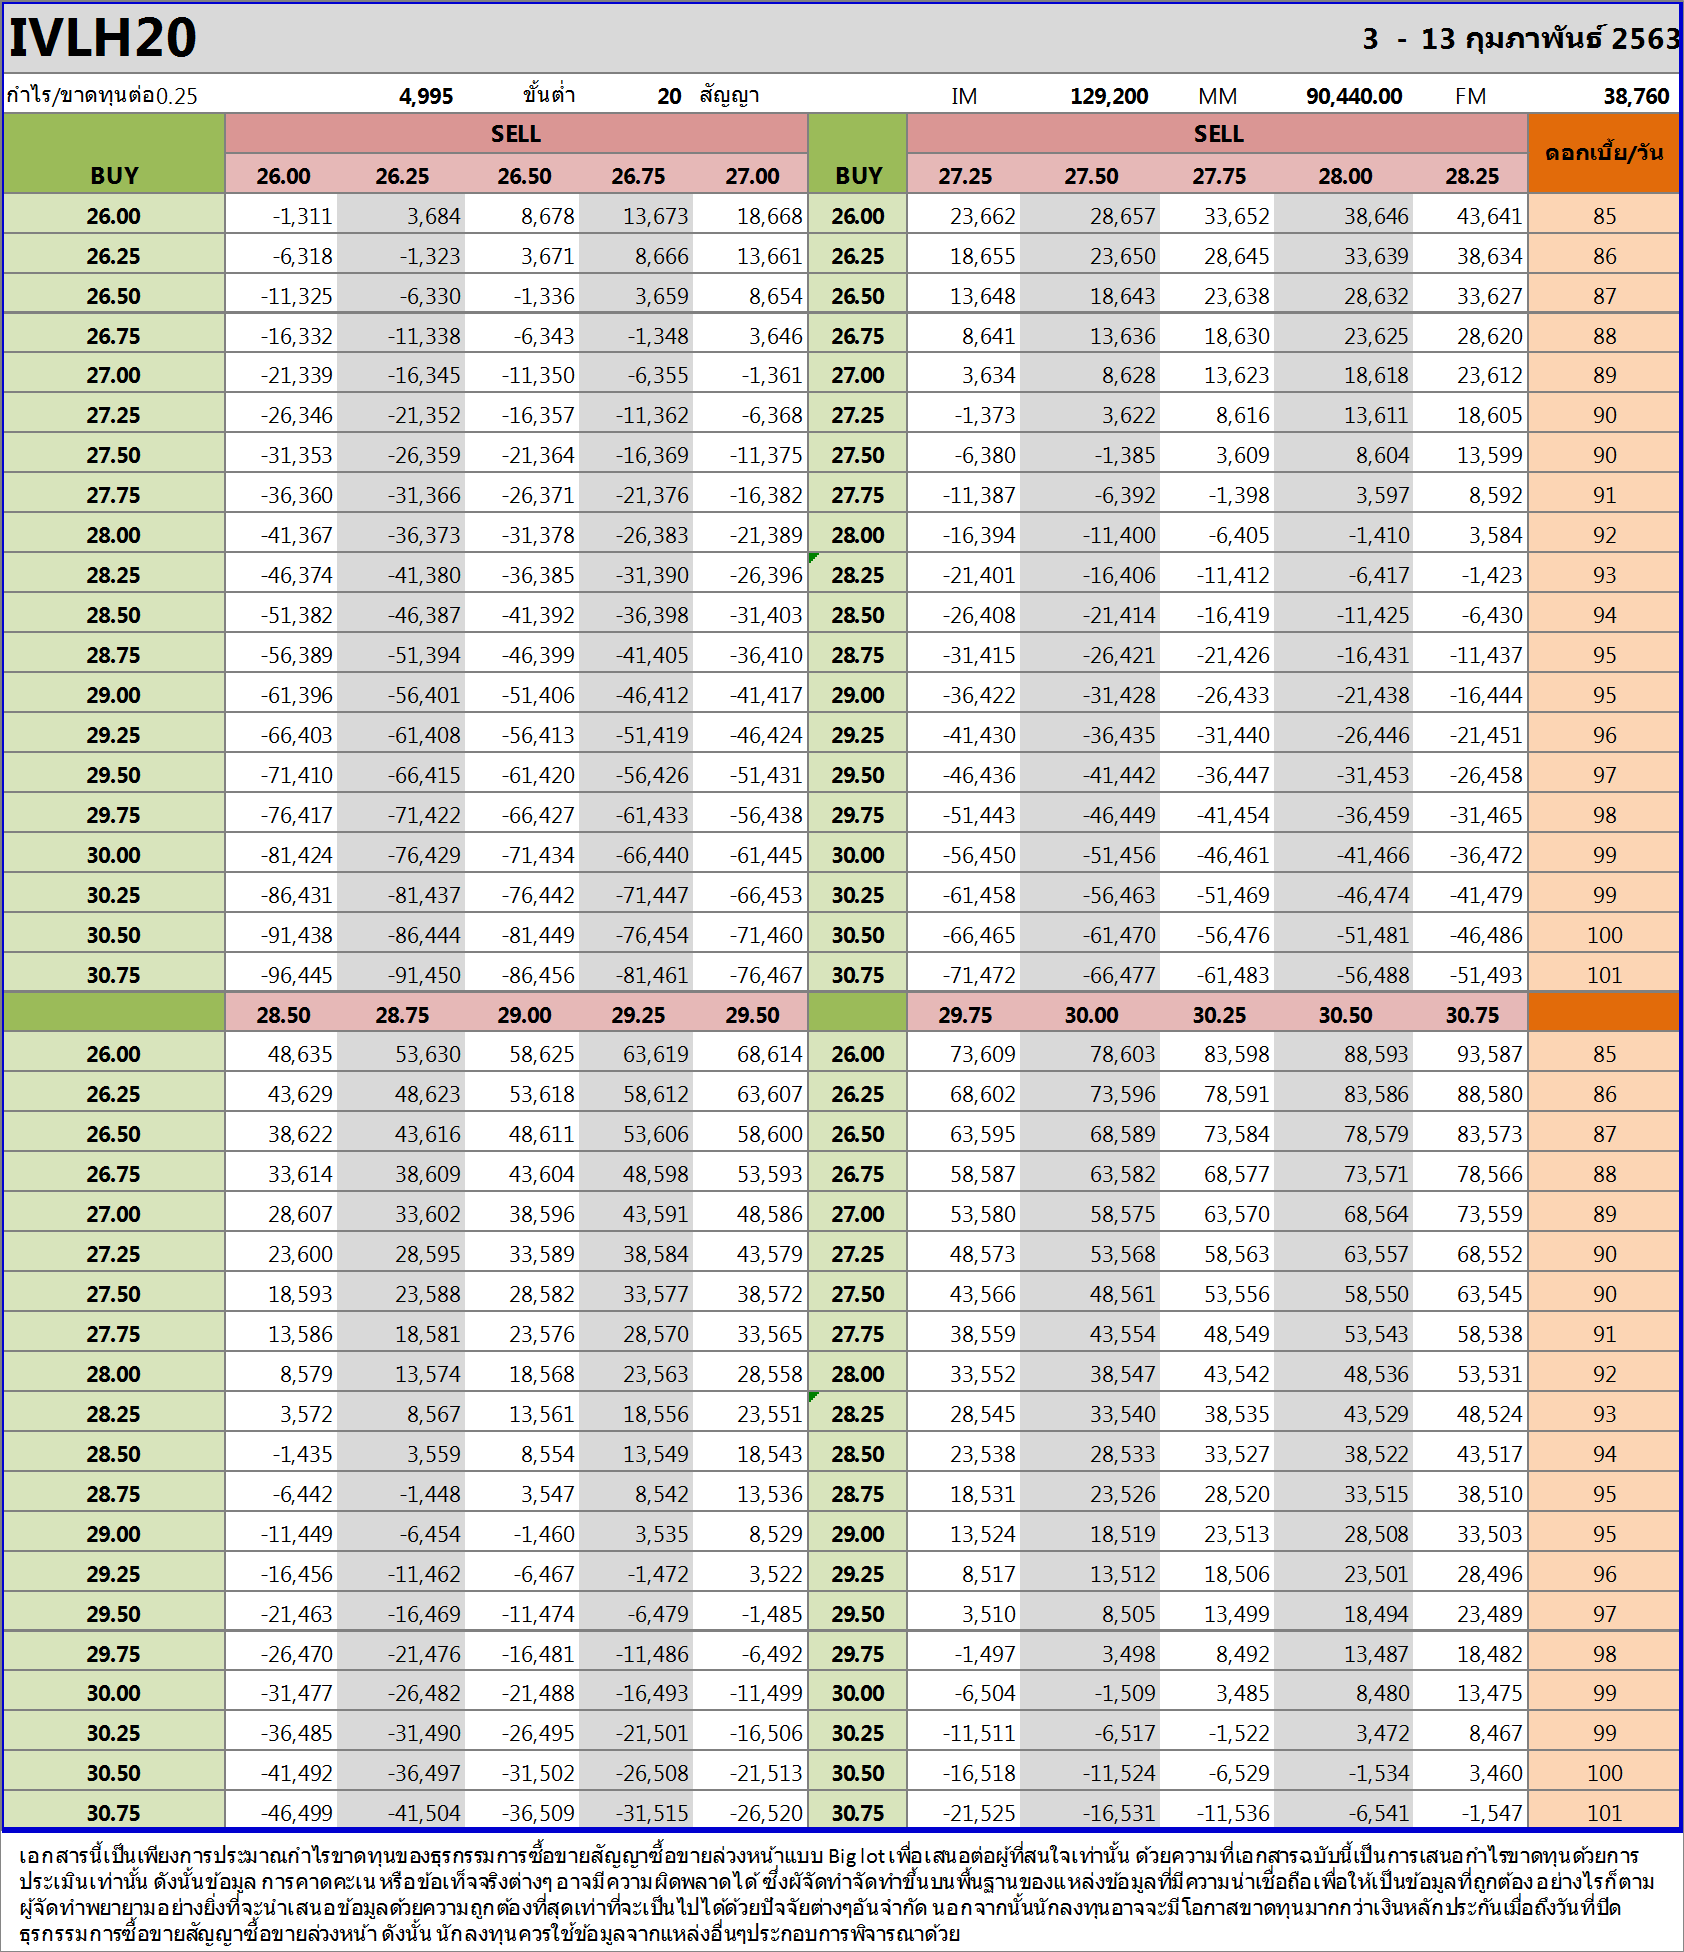 IVLH20 3 - 13 กุมภาพันธ์ 2563
กำไร/ขาดทุนต่อ0.25 4,995 ขั้นต่ำ 20 สัญญา IM 129,200 MM 90,440.00 FM 38,760
SELL SELL ดอกเบี้ย/วัน
BUY 26.00 26.25 26.50 26.75 27.00 BUY 27.25 27.50 27.75 28.00 28.25
26.00 -1,311 3,684 8,678 13,673 18,668 26.00 23,662 28,657 33,652 38,646 43,641 85
26.25 -6,318 -1,323 3,671 8,666 13,661 26.25 18,655 23,650 28,645 33,639 38,634 86
26.50 -11,325 -6,330 -1,336 3,659 8,654 26.50 13,648 18,643 23,638 28,632 33,627 87
26.75 -16,332 -11,338 -6,343 -1,348 3,646 26.75 8,641 13,636 18,630 23,625 28,620 88
27.00 -21,339 -16,345 -11,350 -6,355 -1,361 27.00 3,634 8,628 13,623 18,618 23,612 89
27.25 -26,346 -21,352 -16,357 -11,362 -6,368 27.25 -1,373 3,622 8,616 13,611 18,605 90
27.50 -31,353 -26,359 -21,364 -16,369 -11,375 27.50 -6,380 -1,385 3,609 8,604 13,599 90
27.75 -36,360 -31,366 -26,371 -21,376 -16,382 27.75 -11,387 -6,392 -1,398 3,597 8,592 91
28.00 -41,367 -36,373 -31,378 -26,383 -21,389 28.00 -16,394 -11,400 -6,405 -1,410 3,584 92
28.25 -46,374 -41,380 -36,385 -31,390 -26,396 28.25 -21,401 -16,406 -11,412 -6,417 -1,423 93
28.50 -51,382 -46,387 -41,392 -36,398 -31,403 28.50 -26,408 -21,414 -16,419 -11,425 -6,430 94
28.75 -56,389 -51,394 -46,399 -41,405 -36,410 28.75 -31,415 -26,421 -21,426 -16,431 -11,437 95
29.00 -61,396 -56,401 -51,406 -46,412 -41,417 29.00 -36,422 -31,428 -26,433 -21,438 -16,444 95
29.25 -66,403 -61,408 -56,413 -51,419 -46,424 29.25 -41,430 -36,435 -31,440 -26,446 -21,451 96
29.50 -71,410 -66,415 -61,420 -56,426 -51,431 29.50 -46,436 -41,442 -36,447 -31,453 -26,458 97
29.75 -76,417 -71,422 -66,427 -61,433 -56,438 29.75 -51,443 -46,449 -41,454 -36,459 -31,465 98
30.00 -81,424 -76,429 -71,434 -66,440 -61,445 30.00 -56,450 -51,456 -46,461 -41,466 -36,472 99
30.25 -86,431 -81,437 -76,442 -71,447 -66,453 30.25 -61,458 -56,463 -51,469 -46,474 -41,479 99
30.50 -91,438 -86,444 -81,449 -76,454 -71,460 30.50 -66,465 -61,470 -56,476 -51,481 -46,486 100
30.75 -96,445 -91,450 -86,456 -81,461 -76,467 30.75 -71,472 -66,477 -61,483 -56,488 -51,493 101
28.50 28.75 29.00 29.25 29.50 29.75 30.00 30.25 30.50 30.75
26.00 48,635 53,630 58,625 63,619 68,614 26.00 73,609 78,603 83,598 88,593 93,587 85
26.25 43,629 48,623 53,618 58,612 63,607 26.25 68,602 73,596 78,591 83,586 88,580 86
26.50 38,622 43,616 48,611 53,606 58,600 26.50 63,595 68,589 73,584 78,579 83,573 87
26.75 33,614 38,609 43,604 48,598 53,593 26.75 58,587 63,582 68,577 73,571 78,566 88
27.00 28,607 33,602 38,596 43,591 48,586 27.00 53,580 58,575 63,570 68,564 73,559 89
27.25 23,600 28,595 33,589 38,584 43,579 27.25 48,573 53,568 58,563 63,557 68,552 90
27.50 18,593 23,588 28,582 33,577 38,572 27.50 43,566 48,561 53,556 58,550 63,545 90
27.75 13,586 18,581 23,576 28,570 33,565 27.75 38,559 43,554 48,549 53,543 58,538 91
28.00 8,579 13,574 18,568 23,563 28,558 28.00 33,552 38,547 43,542 48,536 53,531 92
28.25 3,572 8,567 13,561 18,556 23,551 28.25 28,545 33,540 38,535 43,529 48,524 93
28.50 -1,435 3,559 8,554 13,549 18,543 28.50 23,538 28,533 33,527 38,522 43,517 94
28.75 -6,442 -1,448 3,547 8,542 13,536 28.75 18,531 23,526 28,520 33,515 38,510 95
29.00 -11,449 -6,454 -1,460 3,535 8,529 29.00 13,524 18,519 23,513 28,508 33,503 95
29.25 -16,456 -11,462 -6,467 -1,472 3,522 29.25 8,517 13,512 18,506 23,501 28,496 96
29.50 -21,463 -16,469 -11,474 -6,479 -1,485 29.50 3,510 8,505 13,499 18,494 23,489 97
29.75 -26,470 -21,476 -16,481 -11,486 -6,492 29.75 -1,497 3,498 8,492 13,487 18,482 98
30.00 -31,477 -26,482 -21,488 -16,493 -11,499 30.00 -6,504 -1,509 3,485 8,480 13,475 99
30.25 -36,485 -31,490 -26,495 -21,501 -16,506 30.25 -11,511 -6,517 -1,522 3,472 8,467 99
30.50 -41,492 -36,497 -31,502 -26,508 -21,513 30.50 -16,518 -11,524 -6,529 -1,534 3,460 100
30.75 -46,499 -41,504 -36,509 -31,515 -26,520 30.75 -21,525 -16,531 -11,536 -6,541 -1,547 101
เอกสารนี้เป็นเพียงการประมาณกำไรขาดทุนของธุรกรรมการซื้อขายสัญญาซื้อขายล่วงหน้าแบบ Big lot เพื่อเสนอต่อผู้ที่สนใจเท่านั้น ด้วยความที่เอกสารฉบับนี้เป็นการเสนอกำไรขาดทุนด้วยการ
ประเมินเท่านั้น ดังนั้นข้อมูล การคาดคะเน หรือข้อเท็จจริงต่างๆ อาจมีความผิดพลาดได้ ซึ่งผู้จัดทำจัดทำขึ้นบนพื้นฐานของแหล่งข้อมูลที่มีความน่าเชื่อถือเพื่อให้เป็นข้อมูลที่ถูกต้อง อย่างไรก็ตาม
ผู้จัดทำพยายามอย่างยิ่งที่จะนำเสนอข้อมูลด้วยความถูกต้องที่สุดเท่าที่จะเป็นไปได้ด้วยปัจจัยต่างๆอันจำกัด นอกจากนั้นนักลงทุนอาจจะมีโอกาสขาดทุนมากกว่าเงินหลักประกันเมื่อถึงวันที่ปิด
ธุรกรรมการซื้อขายสัญญาซื้อขายล่วงหน้า ดังนั้น นักลงทุนควรใช้ข้อมูลจากแหล่งอื่นๆประกอบการพิจารณาด้วย